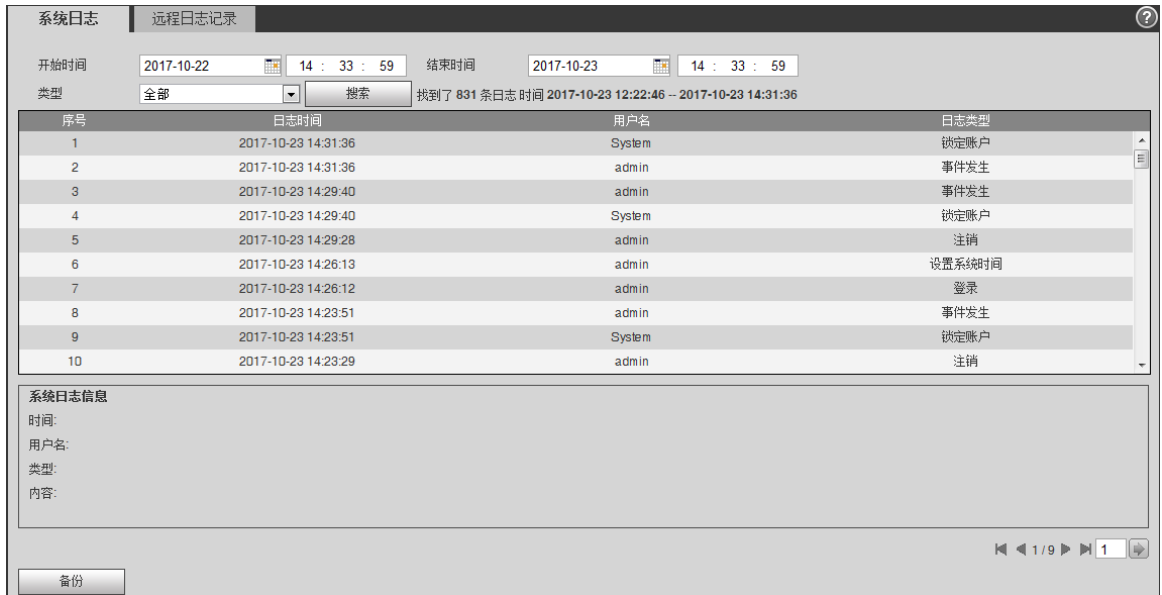 系统日志 远程日志记录 ?
开始时间 2017-10-22 14 : 33 : 59 结束时间 2017-10-23 14 : 33 : 59
类型 全部 搜索 找到了 831 条日志 时间 2017-10-23 12:22:46 -- 2017-10-23 14:31:36
序号 日志时间 用户名 日志类型
1 2017-10-23 14:31:36 System 锁定账户
2 2017-10-23 14:31:36 admin 事件发生
3 2017-10-23 14:29:40 admin 事件发生
4 2017-10-23 14:29:40 System 锁定账户
5 2017-10-23 14:29:28 admin 注销
6 2017-10-23 14:26:13 admin 设置系统时间
7 2017-10-23 14:26:12 admin 登录
8 2017-10-23 14:23:51 admin 事件发生
9 2017-10-23 14:23:51 System 锁定账户
10 2017-10-23 14:23:29 admin 注销
系统日志信息
时间:
用户名:
类型:
内容:
1/9 1
备份